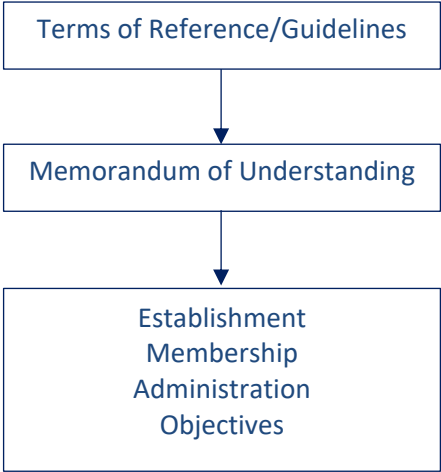 Terms of Reference/Guidelines
Memorandum of Understanding
Establishment
Membership
Administration
Objectives